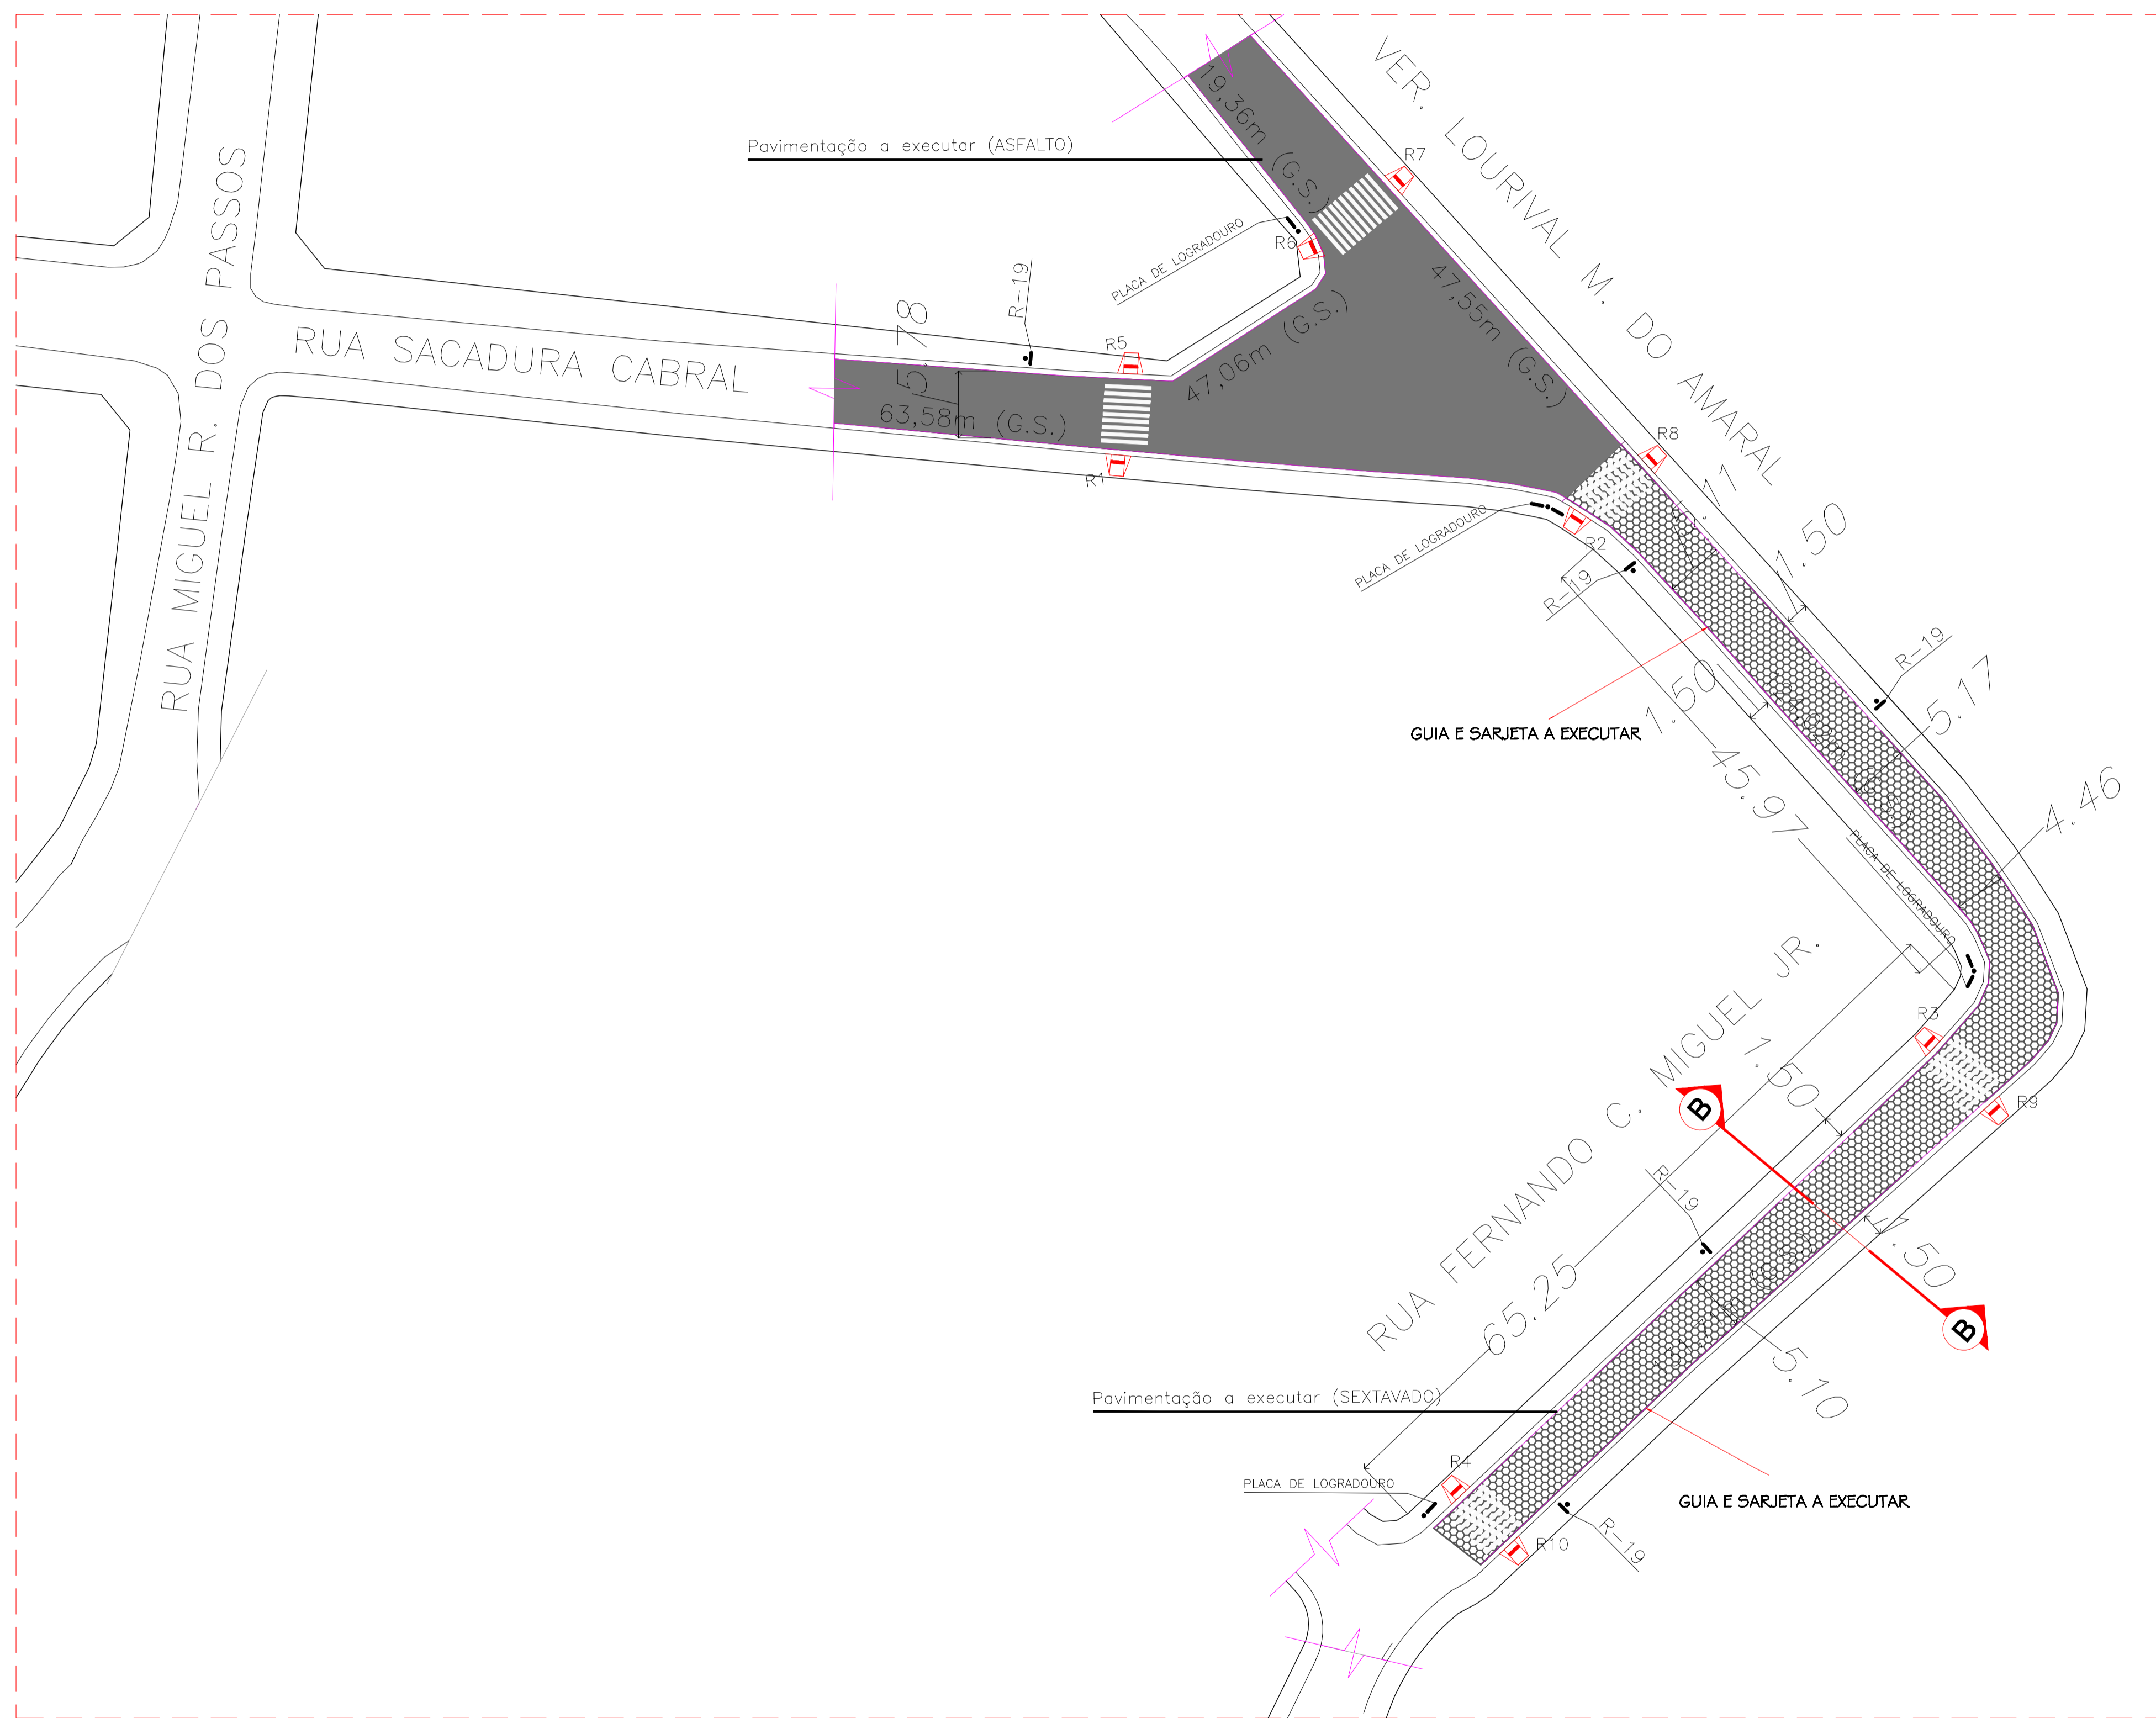 VER. LOURIVAL M. DO AMARAL
19,36m (G.S.)
Pavimentação a executar (ASFALTO)
R7
PLACA DE LOGRADOURO
R6
R-19
RUA MIGUEL R. DOS PASSOS
RUA SACADURA CABRAL
R5
5.78
47,06m (G.S.)
47,55m (G.S.)
63,58m (G.S.)
R1
R8
PLACA DE LOGRADOURO
R2
R-19
1.50
R-19
GUIA E SARJETA A EXECUTAR
1.50
5.17
45.97
4.46
PLACA DE LOGRADOURO
RUA FERNANDO C. MIGUEL JR.
R3
1.50
B
R9
R-19
1.50
B
65.25
5.10
Pavimentação a executar (SEXTAVADO)
R4
PLACA DE LOGRADOURO
GUIA E SARJETA A EXECUTAR
R10
R-19